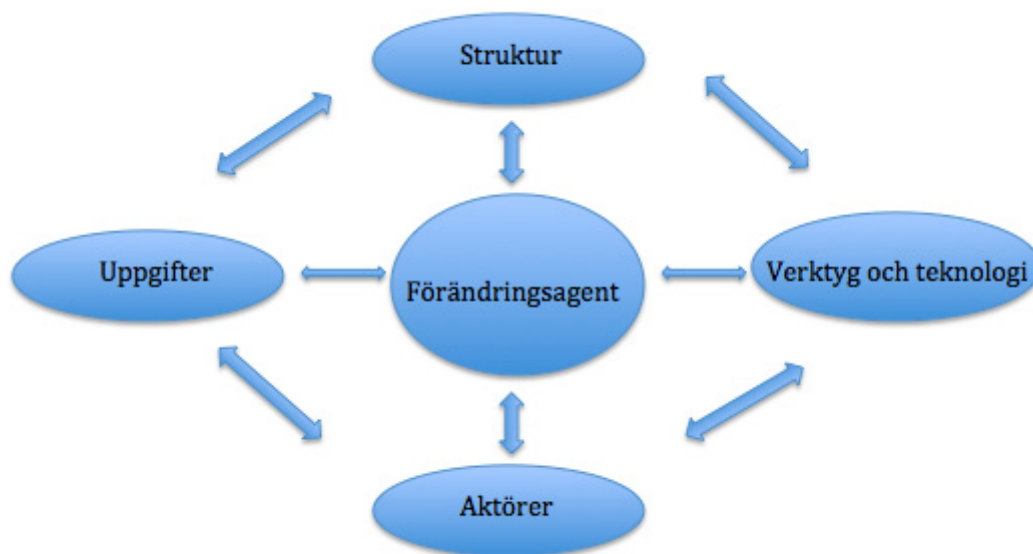 Struktur
Uppgifter
Förändringsagent
Verktyg och teknologi
Aktörer